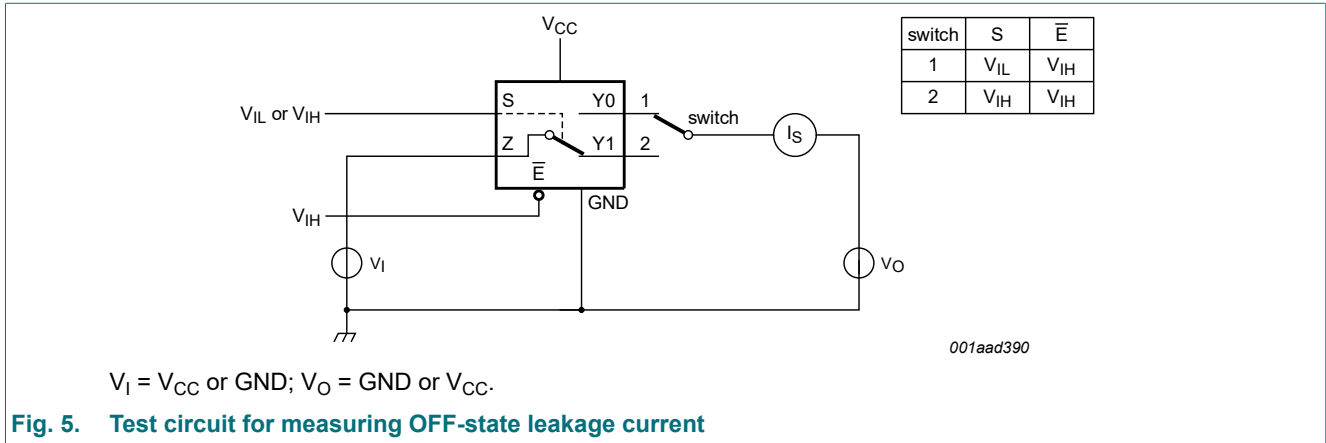 VCC
switch S E̅
1 VIL VIH
2 VIH VIH
VIL or VIH
S Y0 1
switch
IS
Z Y1 2
E̅
GND
VIH
VI
VO
001aad390
VI = VCC or GND; VO = GND or VCC.
Fig. 5. Test circuit for measuring OFF-state leakage current